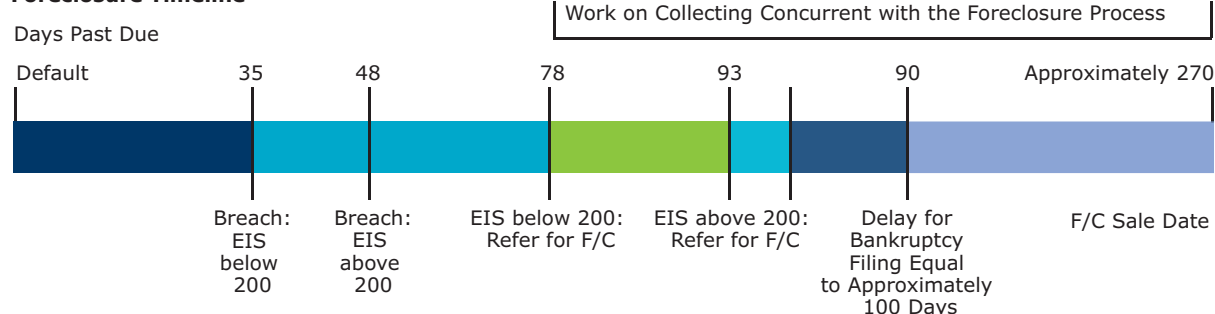 Foreclosure Timeline
Work on Collecting Concurrent with the Foreclosure Process
Days Past Due
Default 35 48 78 93 90 Approximately 270
Breach:
EIS
below
200
Breach:
EIS
above
200
EIS below 200:
Refer for F/C
EIS above 200:
Refer for F/C
Delay for
Bankruptcy
Filing Equal
to Approximately
100 Days
F/C Sale Date